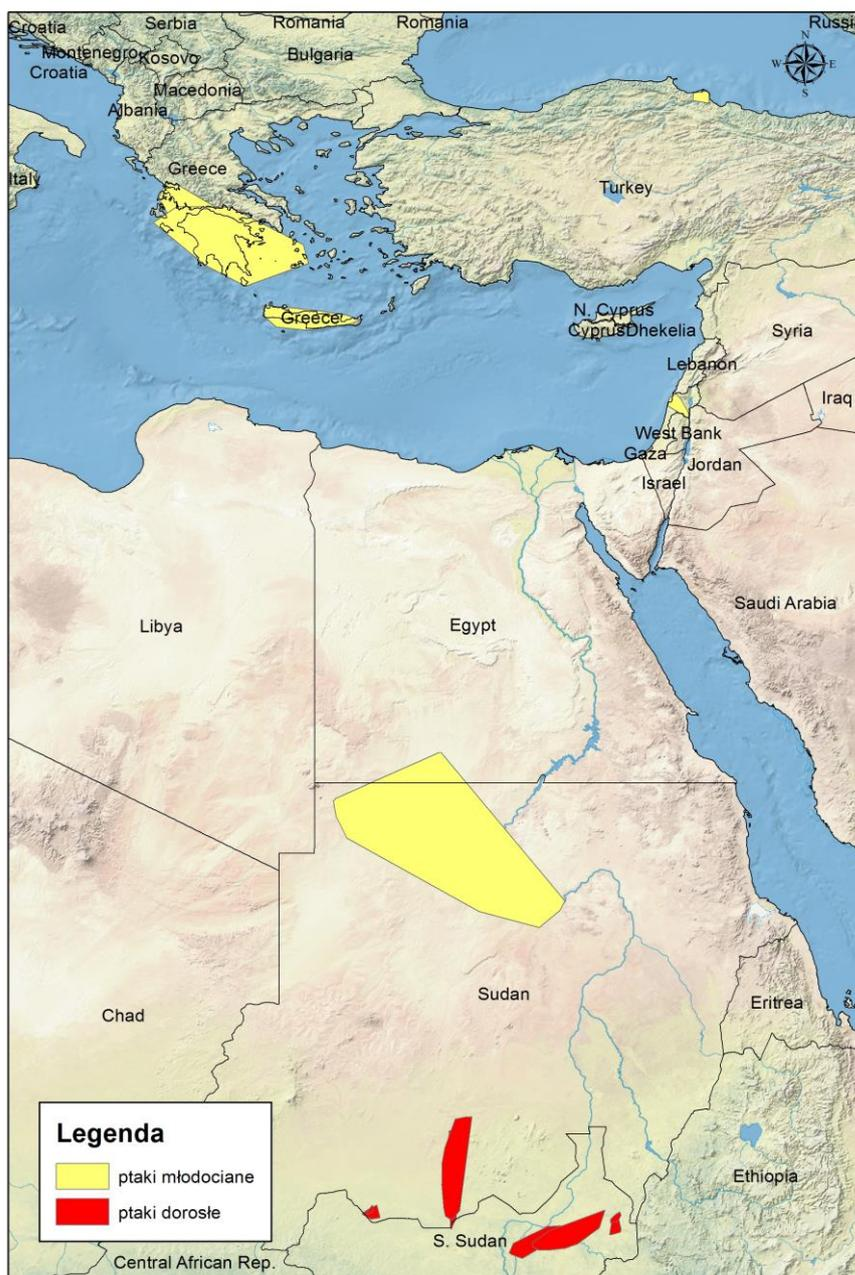 Croatia
Serbia
Romania
Romania
Russi
Montenegro
Kosovo
Bulgaria
Croatia
Macedonia
Albania
N
W
E
S
Greece
Italy
Turkey
Greece
N. Cyprus
Cyprus
Dhekelia
Syria
Lebanon
Iraq
West Bank
Gaza
Jordan
Israel
Saudi Arabia
Libya
Egypt
Sudan
Chad
Eritrea
Legenda
ptaki młodociane
ptaki dorosłe
Ethiopia
S. Sudan
Central African Rep.